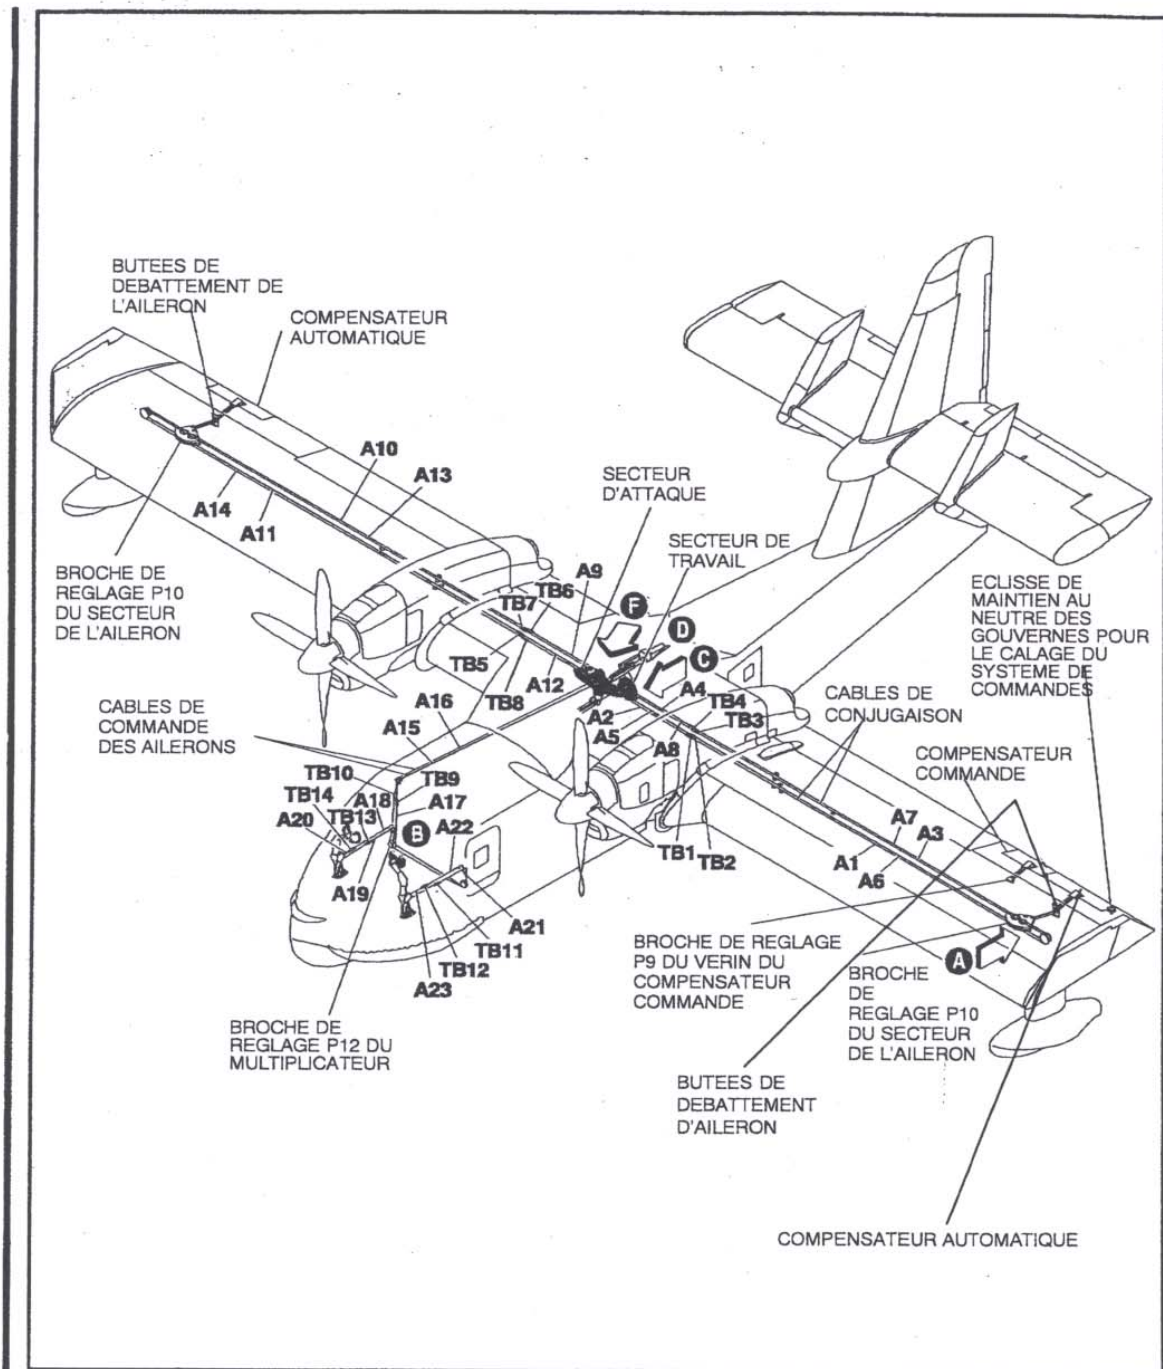 BUTEES DE
DEBATTEMENT DE
L'AILERON
COMPENSATEUR
AUTOMATIQUE
A10
A13
A14
A11
SECTEUR
D'ATTAQUE
SECTEUR DE
TRAVAIL
BROCHE DE
REGLAGE P10
DU SECTEUR
DE L'AILERON
A9
TB6
TB7
F
D
C
TB5
A12
TB8
ECLISSE DE
MAINTIEN AU
NEUTRE DES
GOUVERNES POUR
LE CALAGE DU
SYSTEME DE
COMMANDES
A4
TB4
TB3
A2
A5
A8
CABLES DE
CONJUGAISON
CABLES DE
COMMANDE
DES AILERONS
A16
A15
COMPENSATEUR
COMMANDE
TB10
TB9
TB14
A18
A17
A20
TB13
B
A22
A19
TB1
TB2
A7
A3
A1
A6
A21
TB11
TB12
A23
BROCHE DE REGLAGE
P9 DU VERIN DU
COMPENSATEUR
COMMANDE
A
BROCHE
DE
REGLAGE P10
DU SECTEUR
DE L'AILERON
BROCHE DE
REGLAGE P12 DU
MULTIPLICATEUR
BUTEES DE
DEBATTEMENT
D'AILERON
COMPENSATEUR AUTOMATIQUE